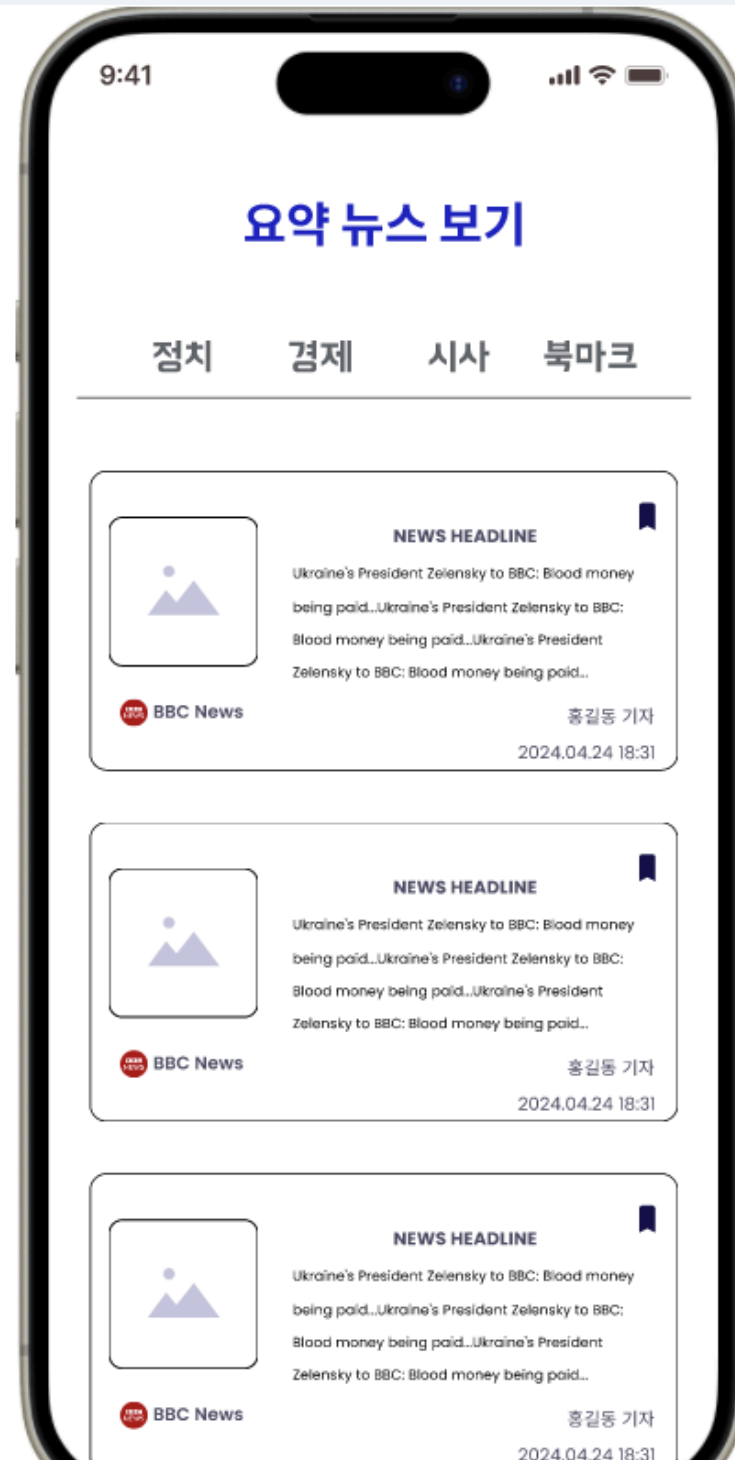 9:41
요약 뉴스 보기
정치 경제 시사 북마크
NEWS HEADLINE
Ukraine's President Zelensky to BBC: Blood money
being paid...Ukraine's President Zelensky to BBC:
Blood money being paid...Ukraine's President
Zelensky to BBC: Blood money being paid...
BBC NEWS BBC News
홍길동 기자
2024.04.24 18:31
NEWS HEADLINE
Ukraine's President Zelensky to BBC: Blood money
being paid...Ukraine's President Zelensky to BBC:
Blood money being paid...Ukraine's President
Zelensky to BBC: Blood money being paid...
BBC NEWS BBC News
홍길동 기자
2024.04.24 18:31
NEWS HEADLINE
Ukraine's President Zelensky to BBC: Blood money
being paid...Ukraine's President Zelensky to BBC:
Blood money being paid...Ukraine's President
Zelensky to BBC: Blood money being paid...
BBC NEWS BBC News
홍길동 기자
2024.04.24 18:31